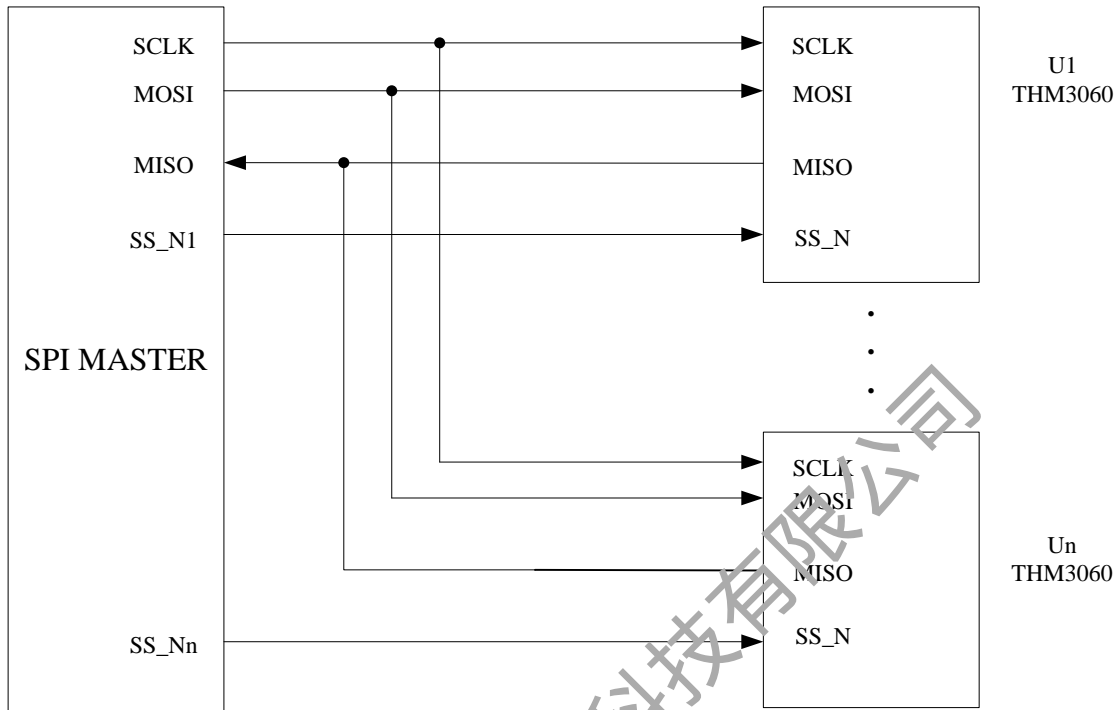 SCLK
MOSI
MISO
SS_N1
SPI MASTER
SS_Nn
SCLK
MOSI
MISO
SS_N
U1
THM3060
SCLK
MOSI
MISO
SS_N
Un
THM3060
科技有限公司